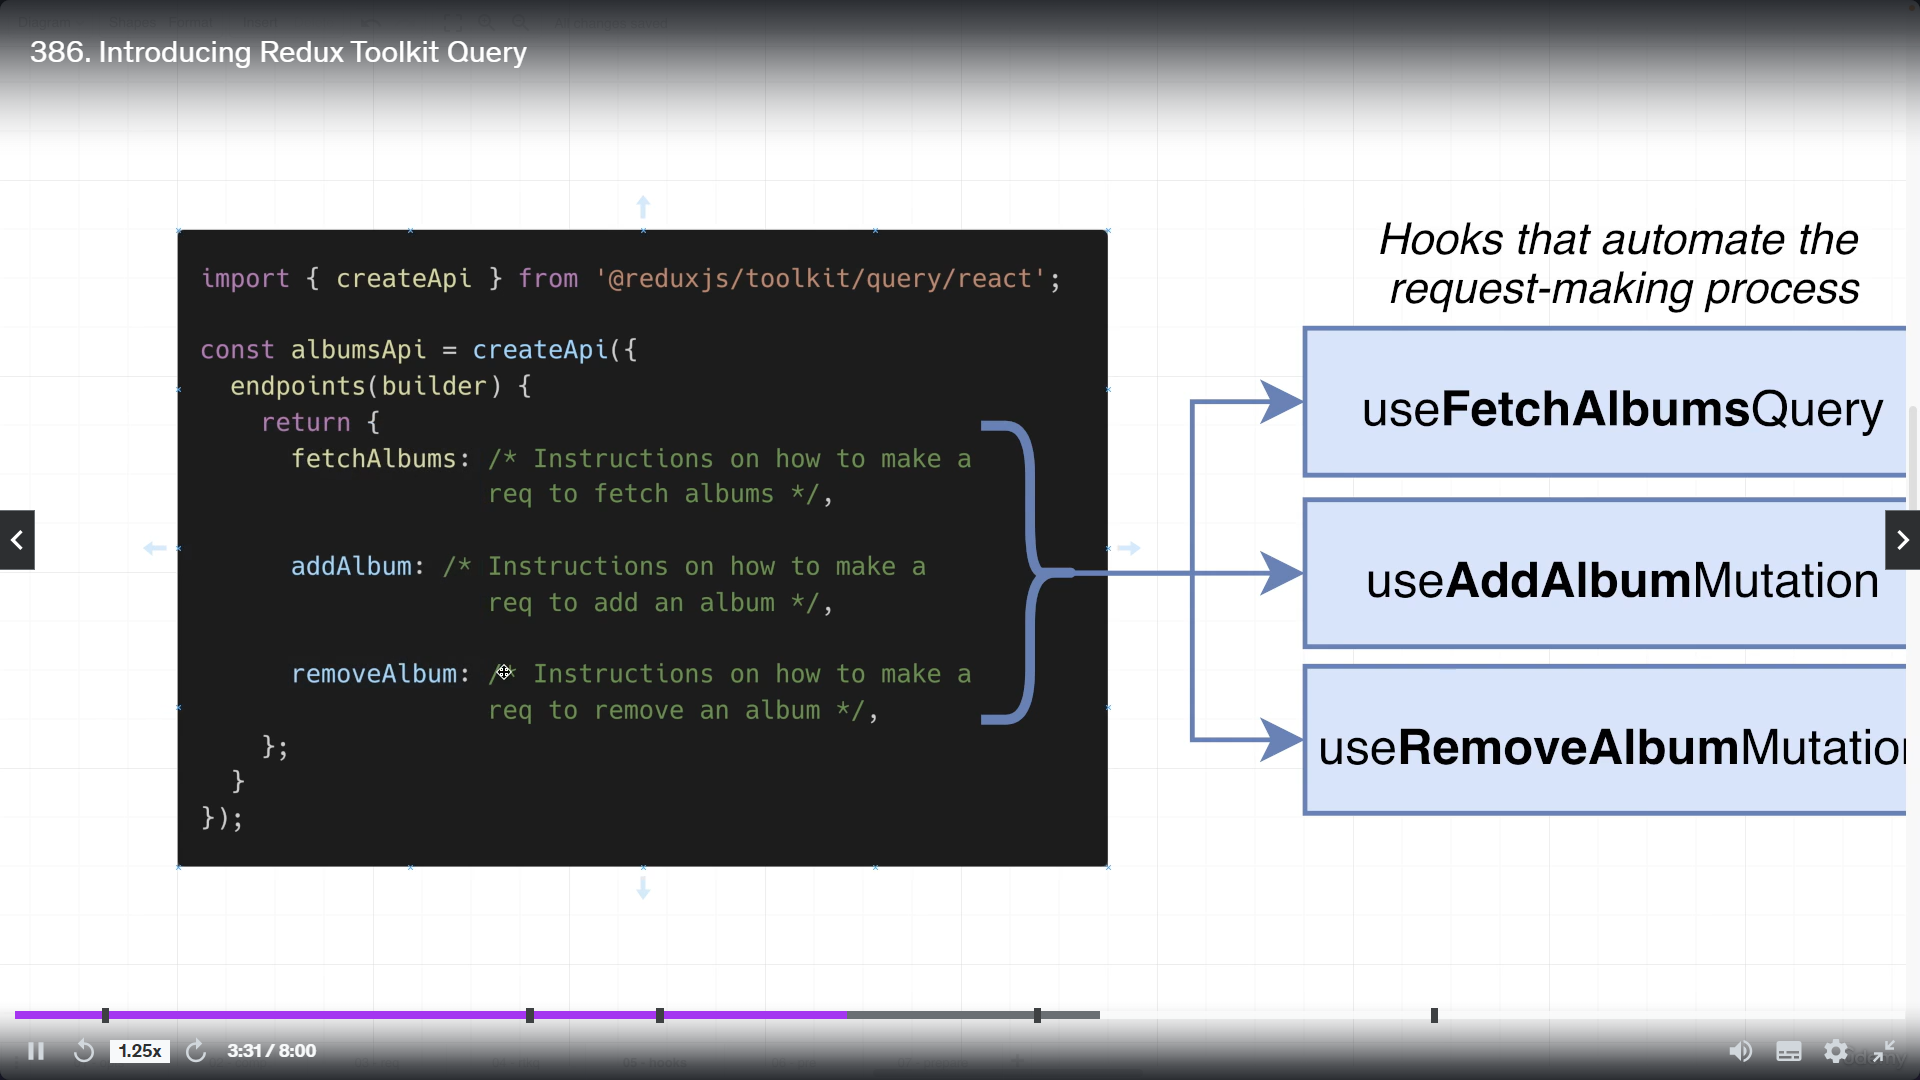 386. Introducing Redux Toolkit Query
import { createApi } from '@reduxjs/toolkit/query/react';
const albumsApi = createApi({
endpoints(builder) {
return {
fetchAlbums: /* Instructions on how to make a
req to fetch albums */,
addAlbum: /* Instructions on how to make a
req to add an album */,
removeAlbum: /* Instructions on how to make a
req to remove an album */,
};
}
});
Hooks that automate the
request-making process
useFetchAlbumsQuery
useAddAlbumMutation
useRemoveAlbumMutation
1.25x
3:31 / 8:00
05 - hooks